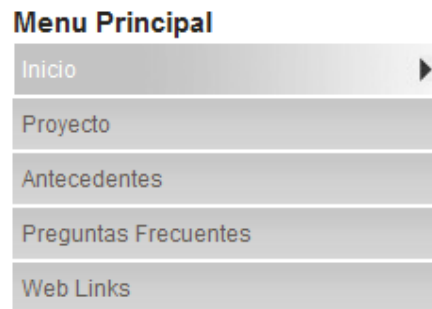 Menu Principal
Inicio
Proyecto
Antecedentes
Preguntas Frecuentes
Web Links